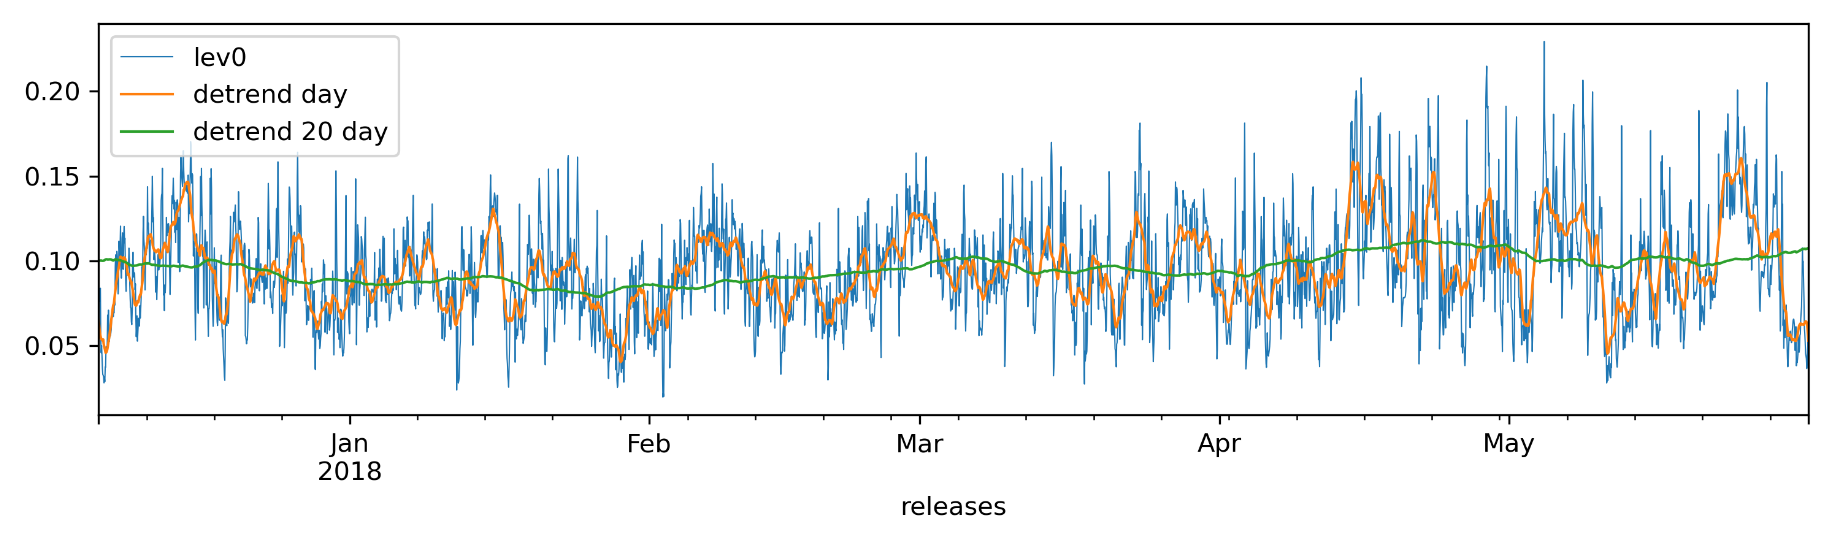 lev0
detrend day
detrend 20 day
0.20
0.15
0.10
0.05
Jan
2018
Feb
Mar
Apr
May
releases